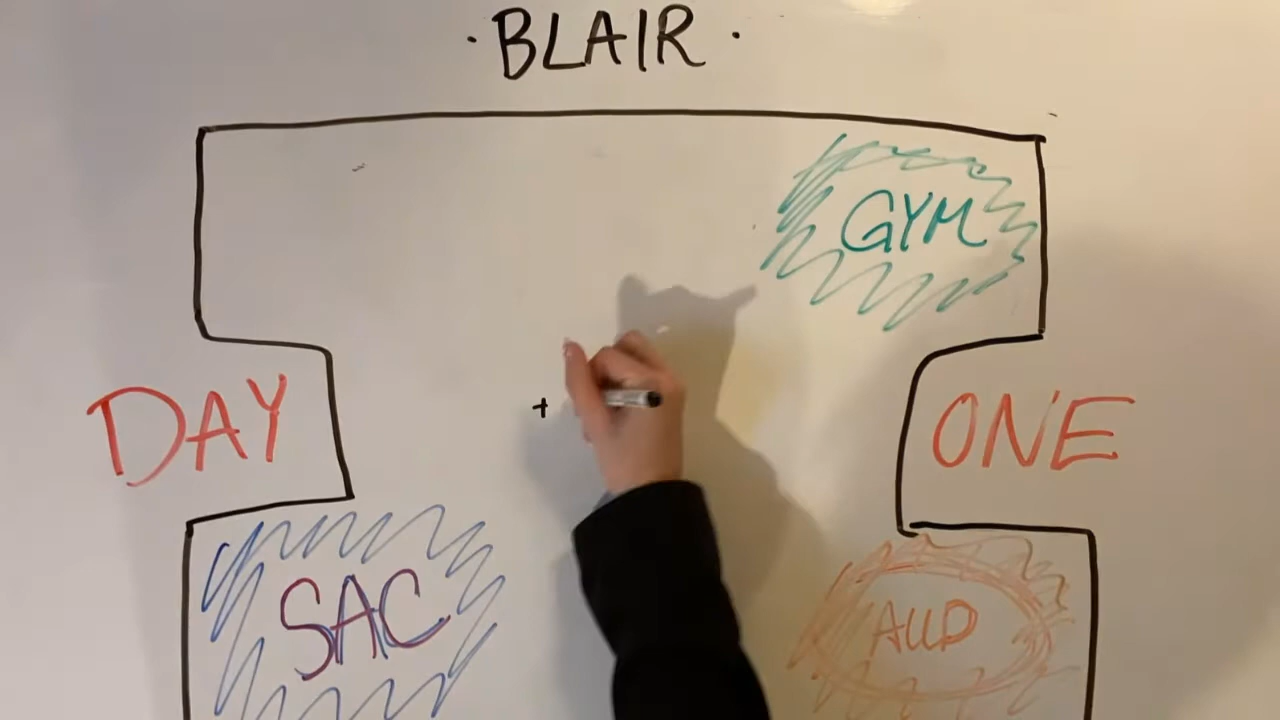 · BLAIR ·
GYM
DAY
ONE
+
SAC
AUD